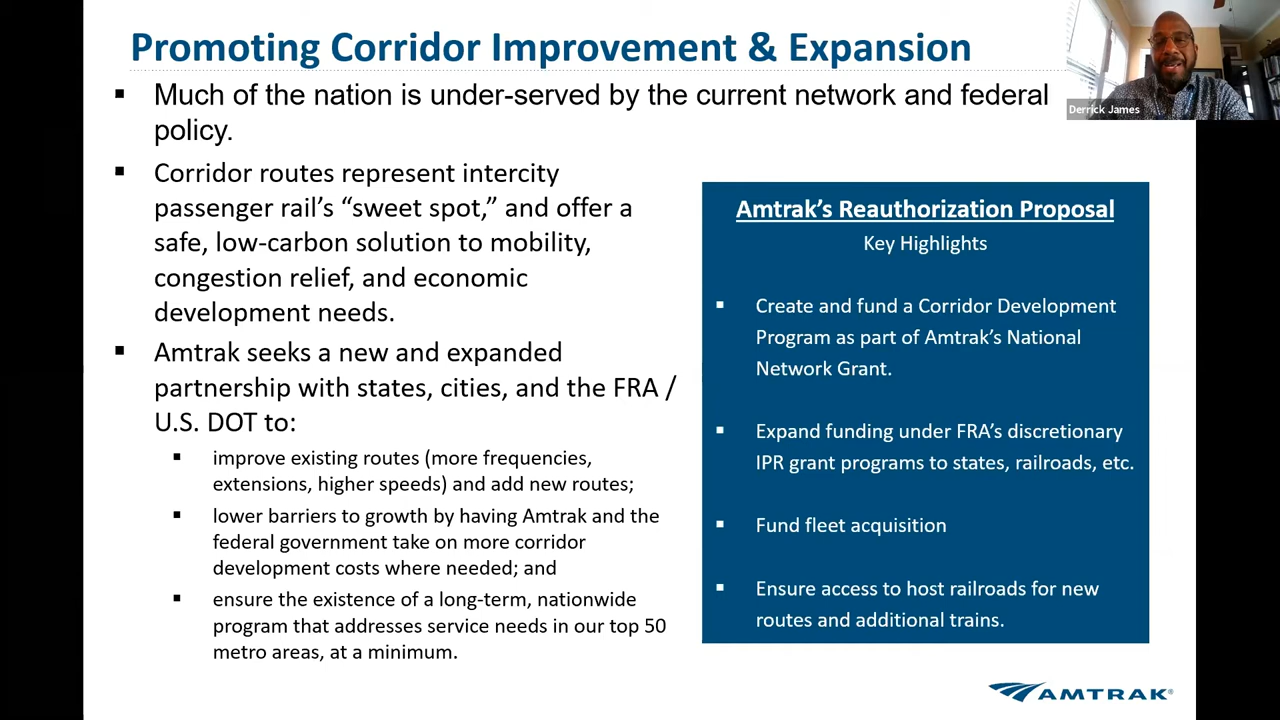 Promoting Corridor Improvement & Expansion
Derrick James
▪ Much of the nation is under-served by the current network and federal
policy.
▪ Corridor routes represent intercity
passenger rail's “sweet spot,” and offer a
safe, low-carbon solution to mobility,
congestion relief, and economic
development needs.
▪ Amtrak seeks a new and expanded
partnership with states, cities, and the FRA /
U.S. DOT to:
▪ improve existing routes (more frequencies,
extensions, higher speeds) and add new routes;
▪ lower barriers to growth by having Amtrak and the
federal government take on more corridor
development costs where needed; and
▪ ensure the existence of a long-term, nationwide
program that addresses service needs in our top 50
metro areas, at a minimum.
Amtrak's Reauthorization Proposal
Key Highlights
▪ Create and fund a Corridor Development
Program as part of Amtrak's National
Network Grant.
▪ Expand funding under FRA's discretionary
IPR grant programs to states, railroads, etc.
▪ Fund fleet acquisition
▪ Ensure access to host railroads for new
routes and additional trains.
AMTRAK®